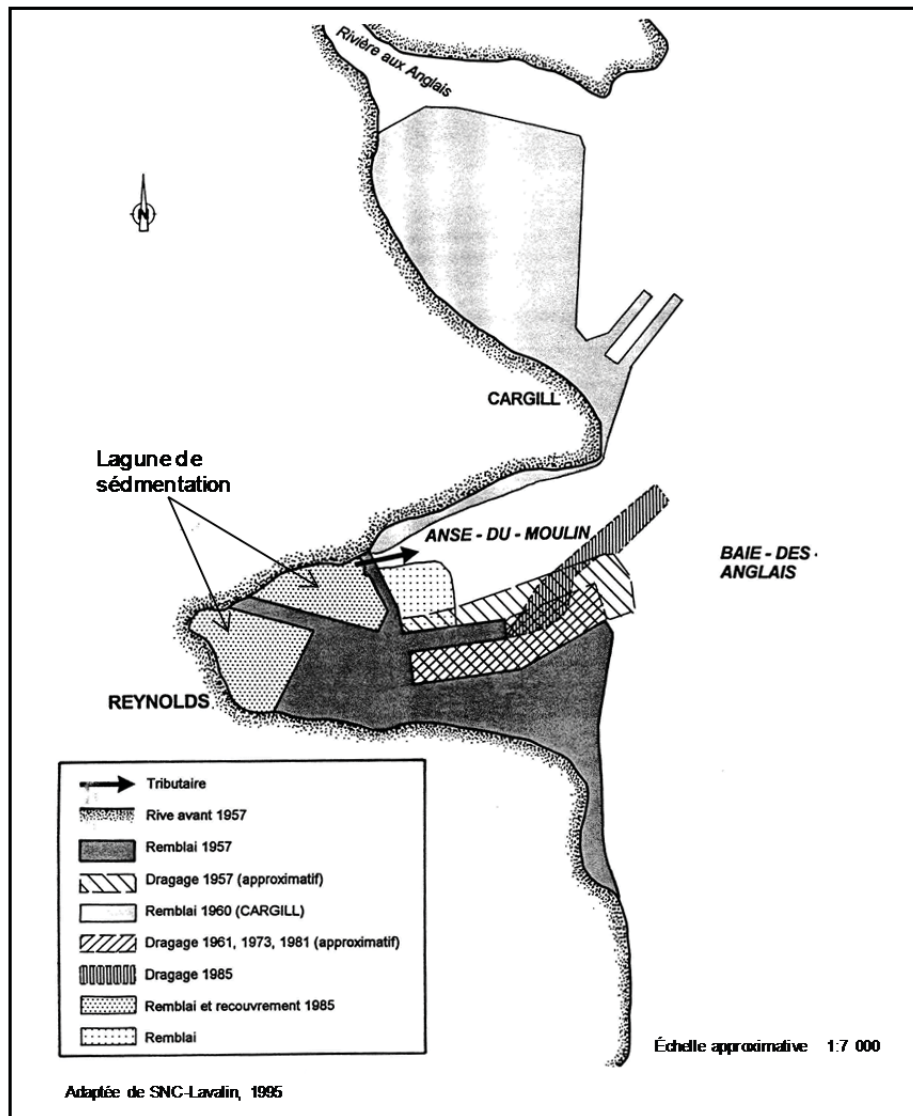 Rivière aux Anglais
N
CARGILL
Lagune de
sédmentation
ANSE - DU - MOULIN
BAIE - DES -
ANGLAIS
REYNOLDS
Tributaire
Rive avant 1957
Remblai 1957
Dragage 1957 (approximatif)
Remblai 1960 (CARGILL)
Dragage 1961, 1973, 1981 (approximatif)
Dragage 1985
Remblai et recouvrement 1985
Remblai
Échelle approximative 1:7 000
Adaptée de SNC-Lavalin, 1995